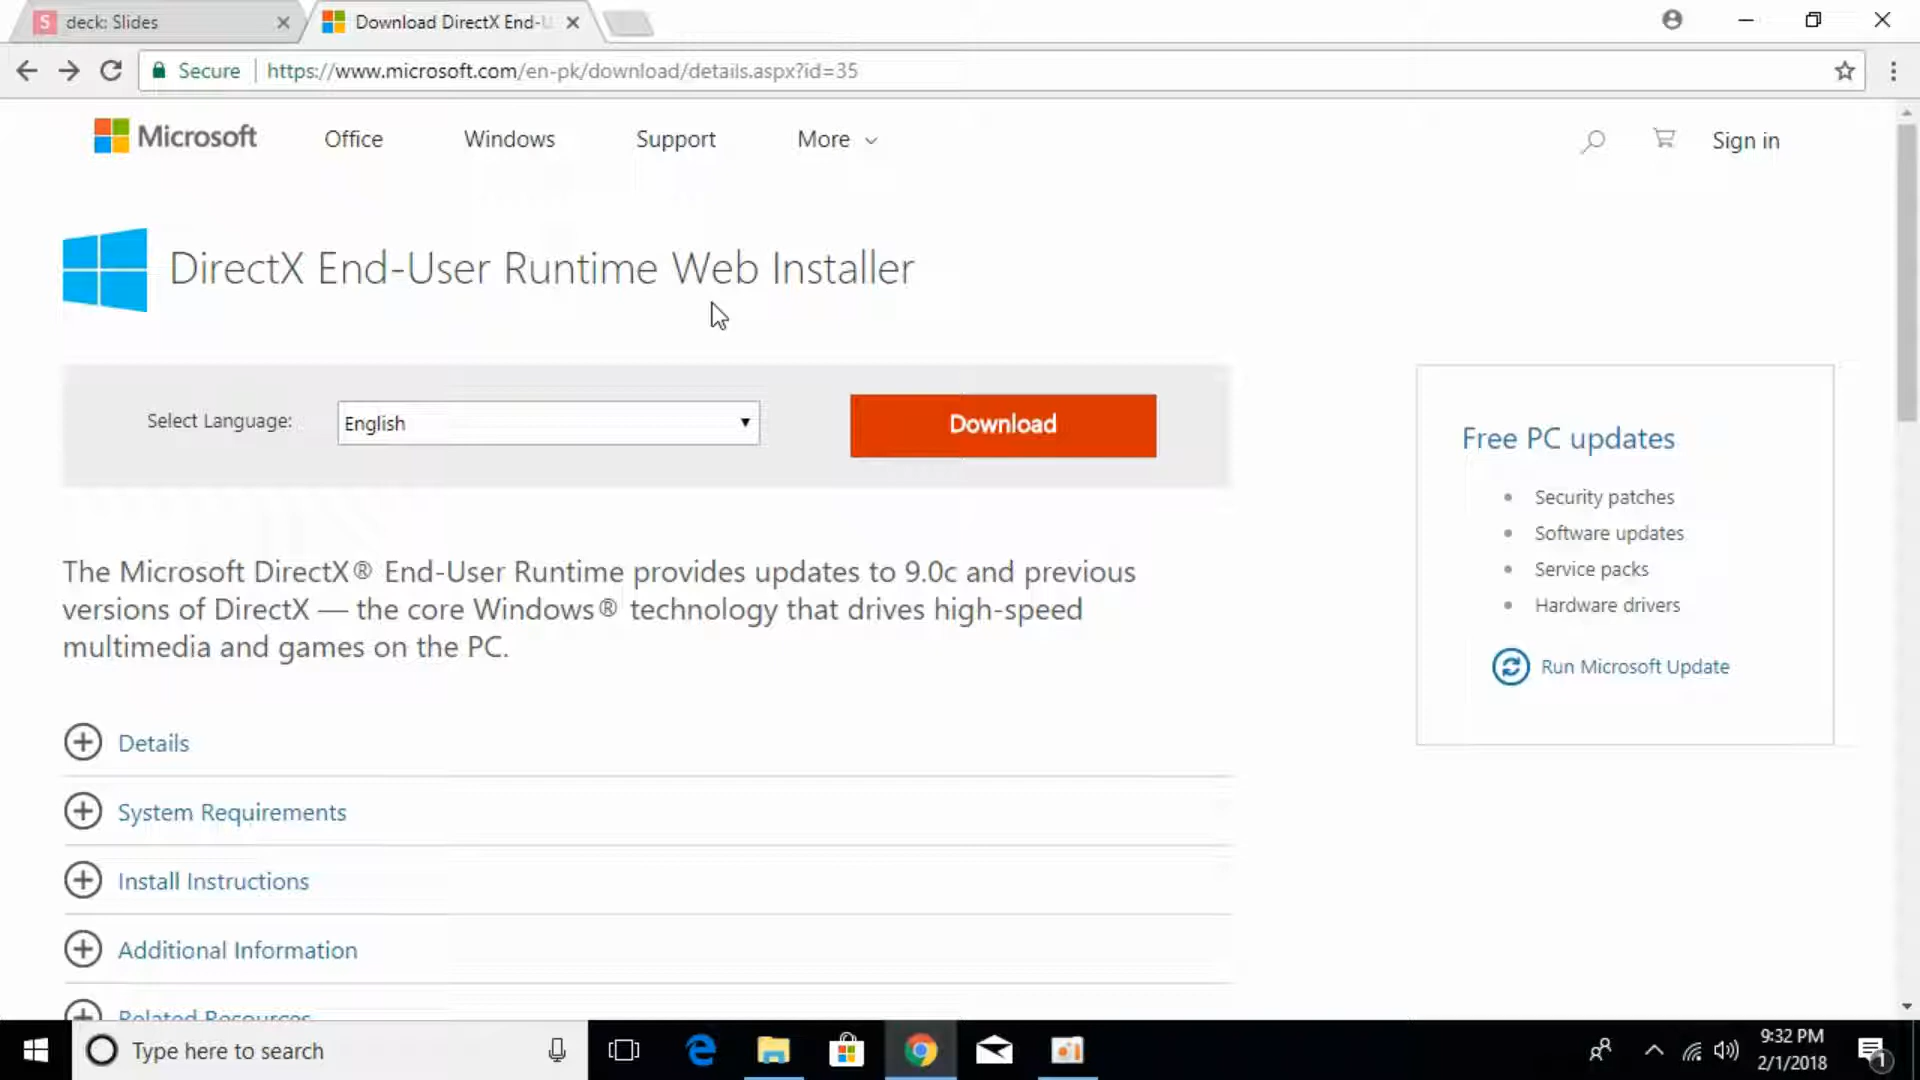 S deck: Slides
Download DirectX End-U
Secure https://www.microsoft.com/en-pk/download/details.aspx?id=35
Microsoft Office Windows Support More Sign in
DirectX End-User Runtime Web Installer
Select Language: English Download
The Microsoft DirectX® End-User Runtime provides updates to 9.0c and previous
versions of DirectX — the core Windows® technology that drives high-speed
multimedia and games on the PC.
Free PC updates
Security patches
Software updates
Service packs
Hardware drivers
Run Microsoft Update
Details
System Requirements
Install Instructions
Additional Information
Related Resources
Type here to search
9:32 PM
2/1/2018
1